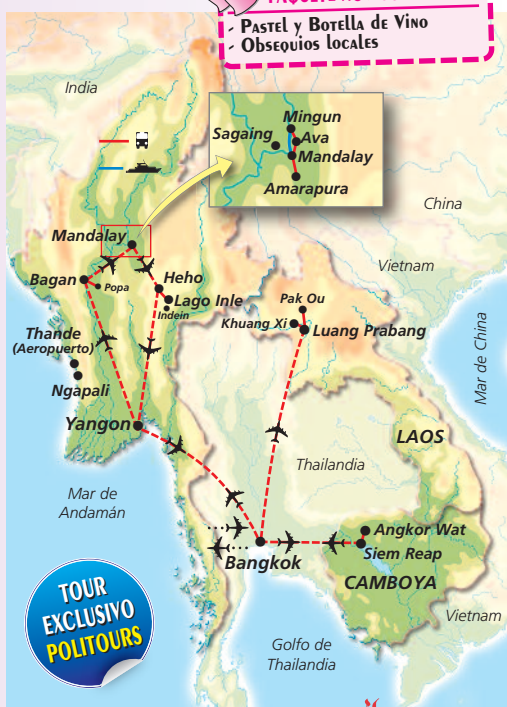 - Pastel y Botella de Vino
- Obsequios locales
India
Mingun
Sagaing
Ava
Mandalay
Amarapura
China
Mandalay
Vietnam
Bagan
Popa
Heho
Lago Inle
Indein
Pak Ou
Khuang Xi
Luang Prabang
Thande
(Aeropuerto)
Ngapali
Mar de China
Yangon
LAOS
Thailandia
Mar de
Andamán
Angkor Wat
Siem Reap
Bangkok
CAMBOYA
TOUR
EXCLUSIVO
POLITOURS
Vietnam
Golfo de
Thailandia